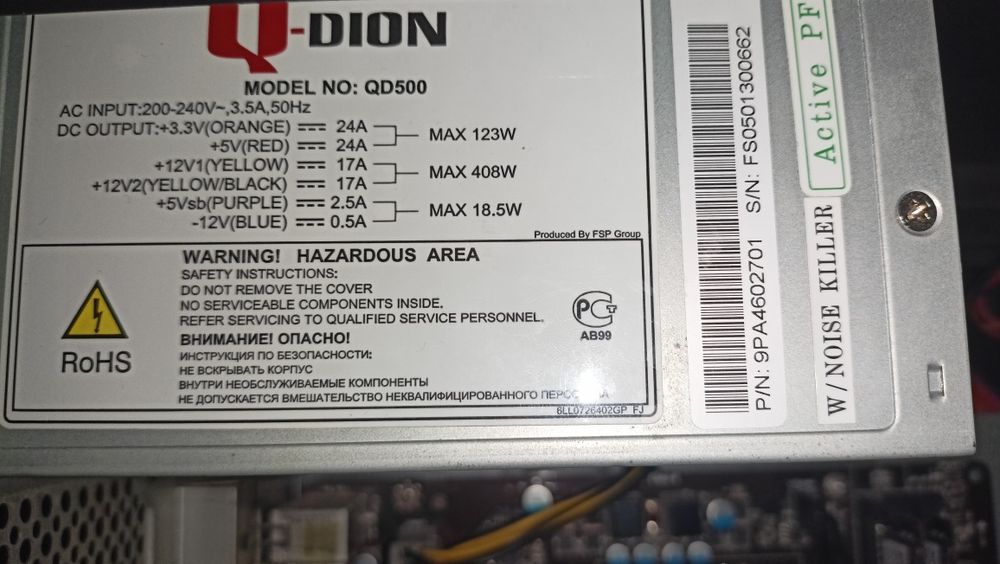 Q-DION
MODEL NO: QD500
AC INPUT:200-240V~,3.5A,50Hz
DC OUTPUT:+3.3V(ORANGE) 24A
+5V(RED) 24A
MAX 123W
+12V1(YELLOW) 17A
+12V2(YELLOW/BLACK) 17A
MAX 408W
+5Vsb(PURPLE) 2.5A
-12V(BLUE) 0.5A
MAX 18.5W
Produced By FSP Group
WARNING! HAZARDOUS AREA
SAFETY INSTRUCTIONS:
DO NOT REMOVE THE COVER
NO SERVICEABLE COMPONENTS INSIDE.
REFER SERVICING TO QUALIFIED SERVICE PERSONNEL.
ВНИМАНИЕ! ОПАСНО!
ИНСТРУКЦИЯ ПО БЕЗОПАСНОСТИ:
НЕ ВСКРЫВАТЬ КОРПУС
ВНУТРИ НЕОБСЛУЖИВАЕМЫЕ КОМПОНЕНТЫ
НЕ ДОПУСКАЕТСЯ ВМЕШАТЕЛЬСТВО НЕКВАЛИФИЦИРОВАННОГО ПЕРСОНАЛА
RoHS
РСТ
АВ99
6LL0726402GP FJ
P/N: 9PA4602701 S/N: FS0501300662
Active PF
W/NOISE KILLER